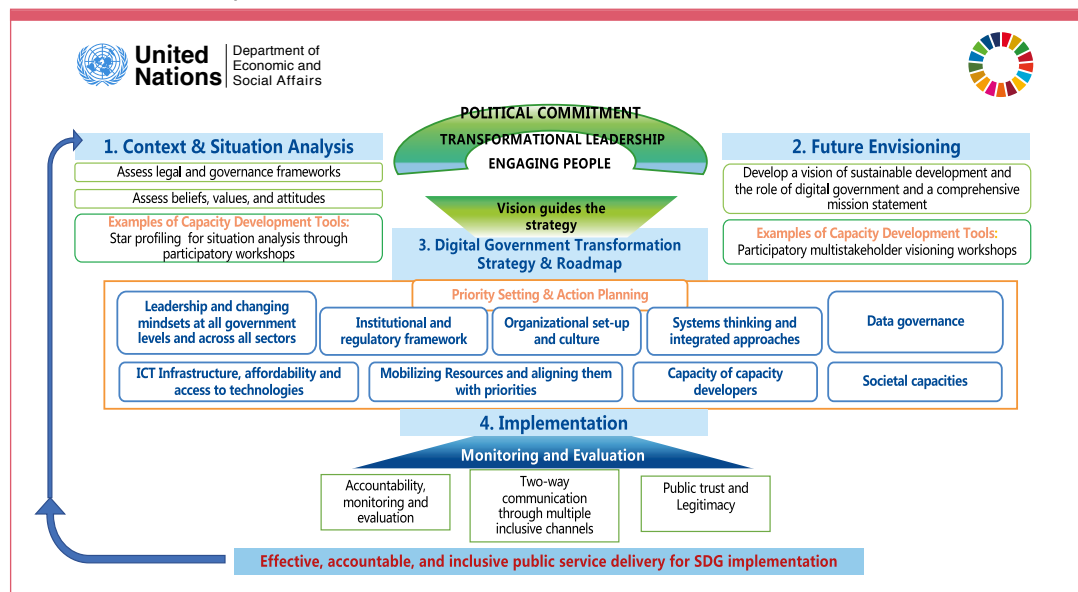 United
Nations
Department of
Economic and
Social Affairs
POLITICAL COMMITMENT
TRANSFORMATIONAL LEADERSHIP
ENGAGING PEOPLE
1. Context & Situation Analysis
Assess legal and governance frameworks
Assess beliefs, values, and attitudes
Examples of Capacity Development Tools:
Star profiling for situation analysis through
participatory workshops
2. Future Envisioning
Develop a vision of sustainable development and
the role of digital government and a comprehensive
mission statement
Examples of Capacity Development Tools:
Participatory multistakeholder visioning workshops
Vision guides the
strategy
3. Digital Government Transformation
Strategy & Roadmap
Priority Setting & Action Planning
Leadership and changing
mindsets at all government
levels and across all sectors
Institutional and
regulatory framework
Organizational set-up
and culture
Systems thinking and
integrated approaches
Data governance
ICT Infrastructure, affordability and
access to technologies
Mobilizing Resources and aligning them
with priorities
Capacity of capacity
developers
Societal capacities
4. Implementation
Monitoring and Evaluation
Accountability,
monitoring and
evaluation
Two-way
communication
through multiple
inclusive channels
Public trust and
Legitimacy
Effective, accountable, and inclusive public service delivery for SDG implementation